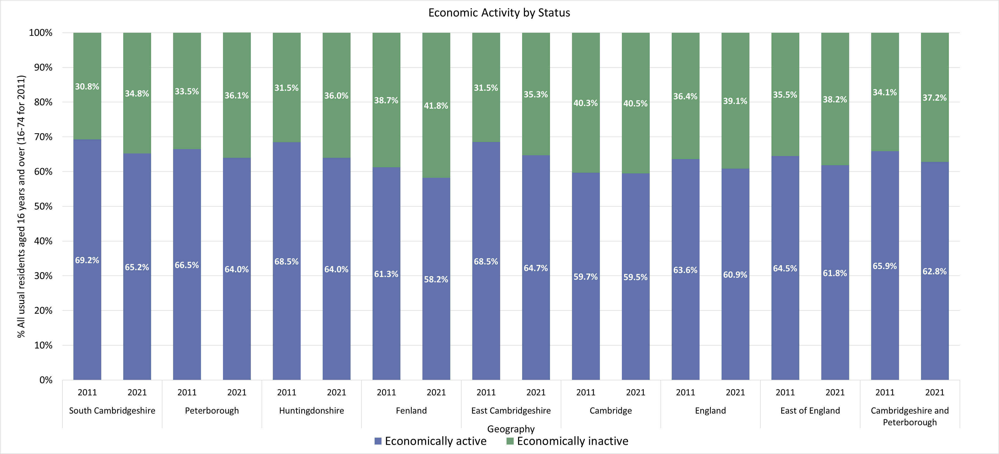 Economic Activity by Status
% All usual residents aged 16 years and over (16-74 for 2011)
100%
90%
80%
70%
60%
50%
40%
30%
20%
10%
0%
30.8% 34.8% 33.5% 36.1% 31.5% 36.0% 38.7% 41.8% 31.5% 35.3% 40.3% 40.5% 36.4% 39.1% 35.5% 38.2% 34.1% 37.2%
69.2% 65.2% 66.5% 64.0% 68.5% 64.0% 61.3% 58.2% 68.5% 64.7% 59.7% 59.5% 63.6% 60.9% 64.5% 61.8% 65.9% 62.8%
2011 2021 2011 2021 2011 2021 2011 2021 2011 2021 2011 2021 2011 2021 2011 2021 2011 2021
South Cambridgeshire Peterborough Huntingdonshire Fenland East Cambridgeshire Cambridge England East of England Cambridgeshire and
Peterborough
Geography
Economically active Economically inactive